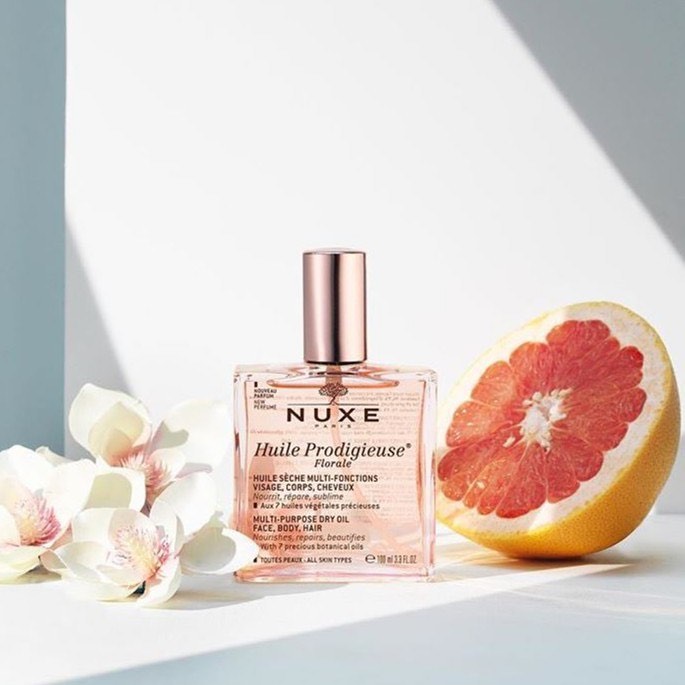 NOUVEAU
PARFUM
NEW
PERFUME
NUXE
PARIS
Huile Prodigieuse®
Florale
HUILE SÈCHE MULTI-FONCTIONS
VISAGE, CORPS, CHEVEUX
Nourrit, répare, sublime
Aux 7 huiles végétales précieuses
MULTI-PURPOSE DRY OIL
FACE, BODY, HAIR
Nourishes, repairs, beautifies
With 7 precious botanical oils
TOUTES PEAUX - ALL SKIN TYPES
℮ 100 ml 3.3 FL.OZ.